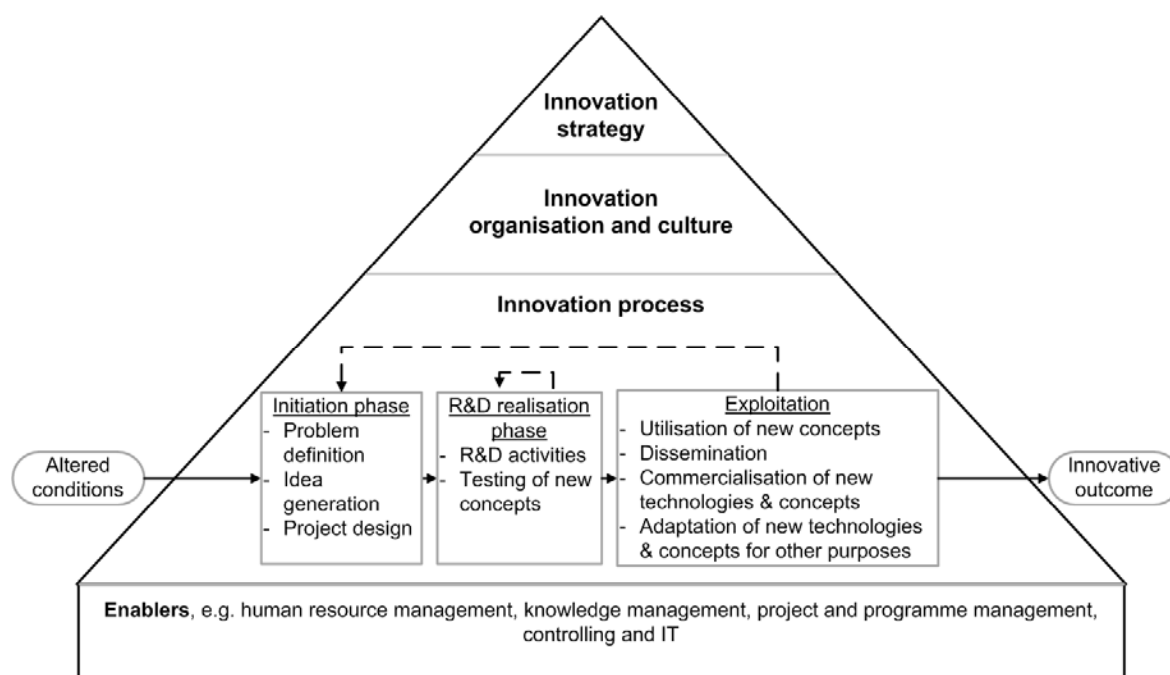 Innovation
strategy
Innovation
organisation and culture
Innovation process
Altered
conditions
Initiation phase
- Problem
definition
- Idea
generation
- Project design
R&D realisation
phase
- R&D activities
- Testing of new
concepts
Exploitation
- Utilisation of new concepts
- Dissemination
- Commercialisation of new
technologies & concepts
- Adaptation of new technologies
& concepts for other purposes
Innovative
outcome
Enablers, e.g. human resource management, knowledge management, project and programme management,
controlling and IT